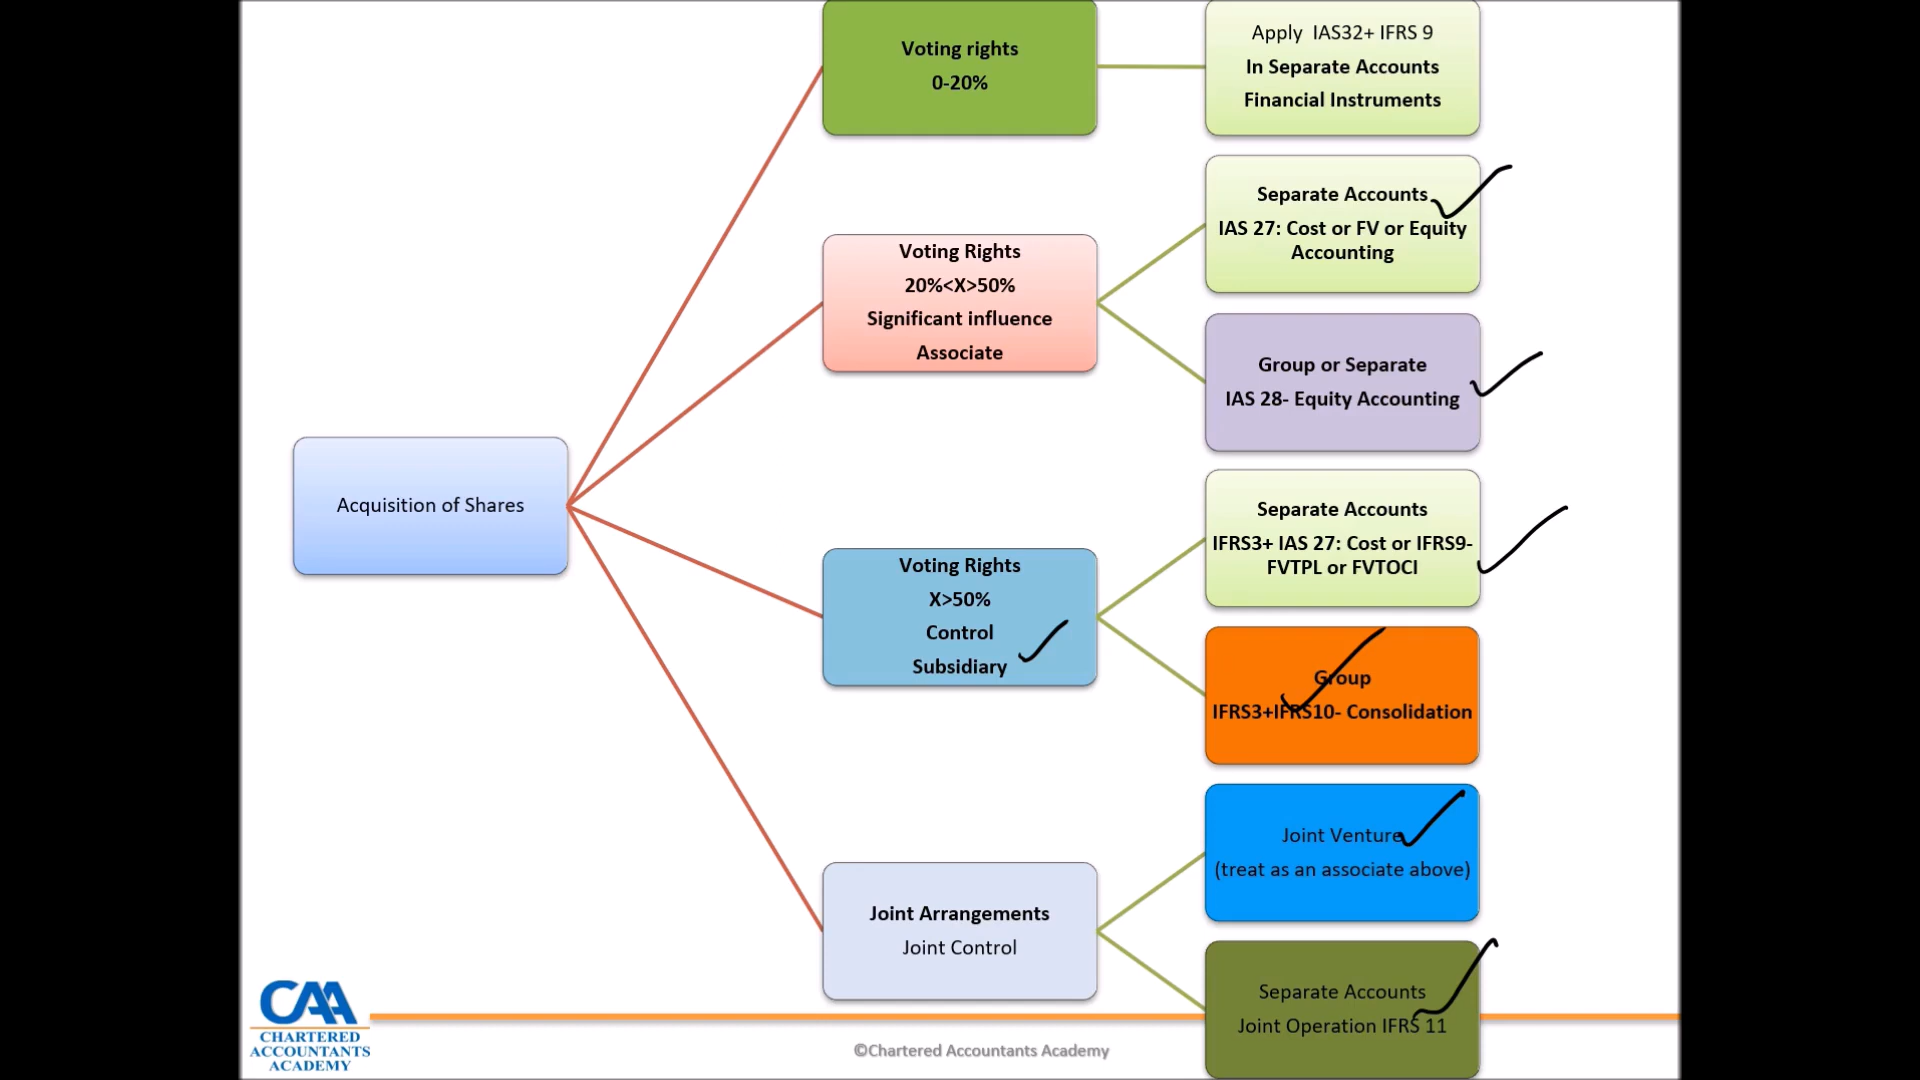 Voting rights
0-20%
Apply IAS32+ IFRS 9
In Separate Accounts
Financial Instruments
Voting Rights
20%<X>50%
Significant influence
Associate
Separate Accounts
IAS 27: Cost or FV or Equity
Accounting
Group or Separate
IAS 28- Equity Accounting
Acquisition of Shares
Voting Rights
X>50%
Control
Subsidiary
Separate Accounts
IFRS3+ IAS 27: Cost or IFRS9-
FVTPL or FVTOCI
Group
IFRS3+IFRS10- Consolidation
Joint Arrangements
Joint Control
Joint Venture
(treat as an associate above)
Separate Accounts
Joint Operation IFRS 11
CAA
CHARTERED
ACCOUNTANTS
ACADEMY
©Chartered Accountants Academy